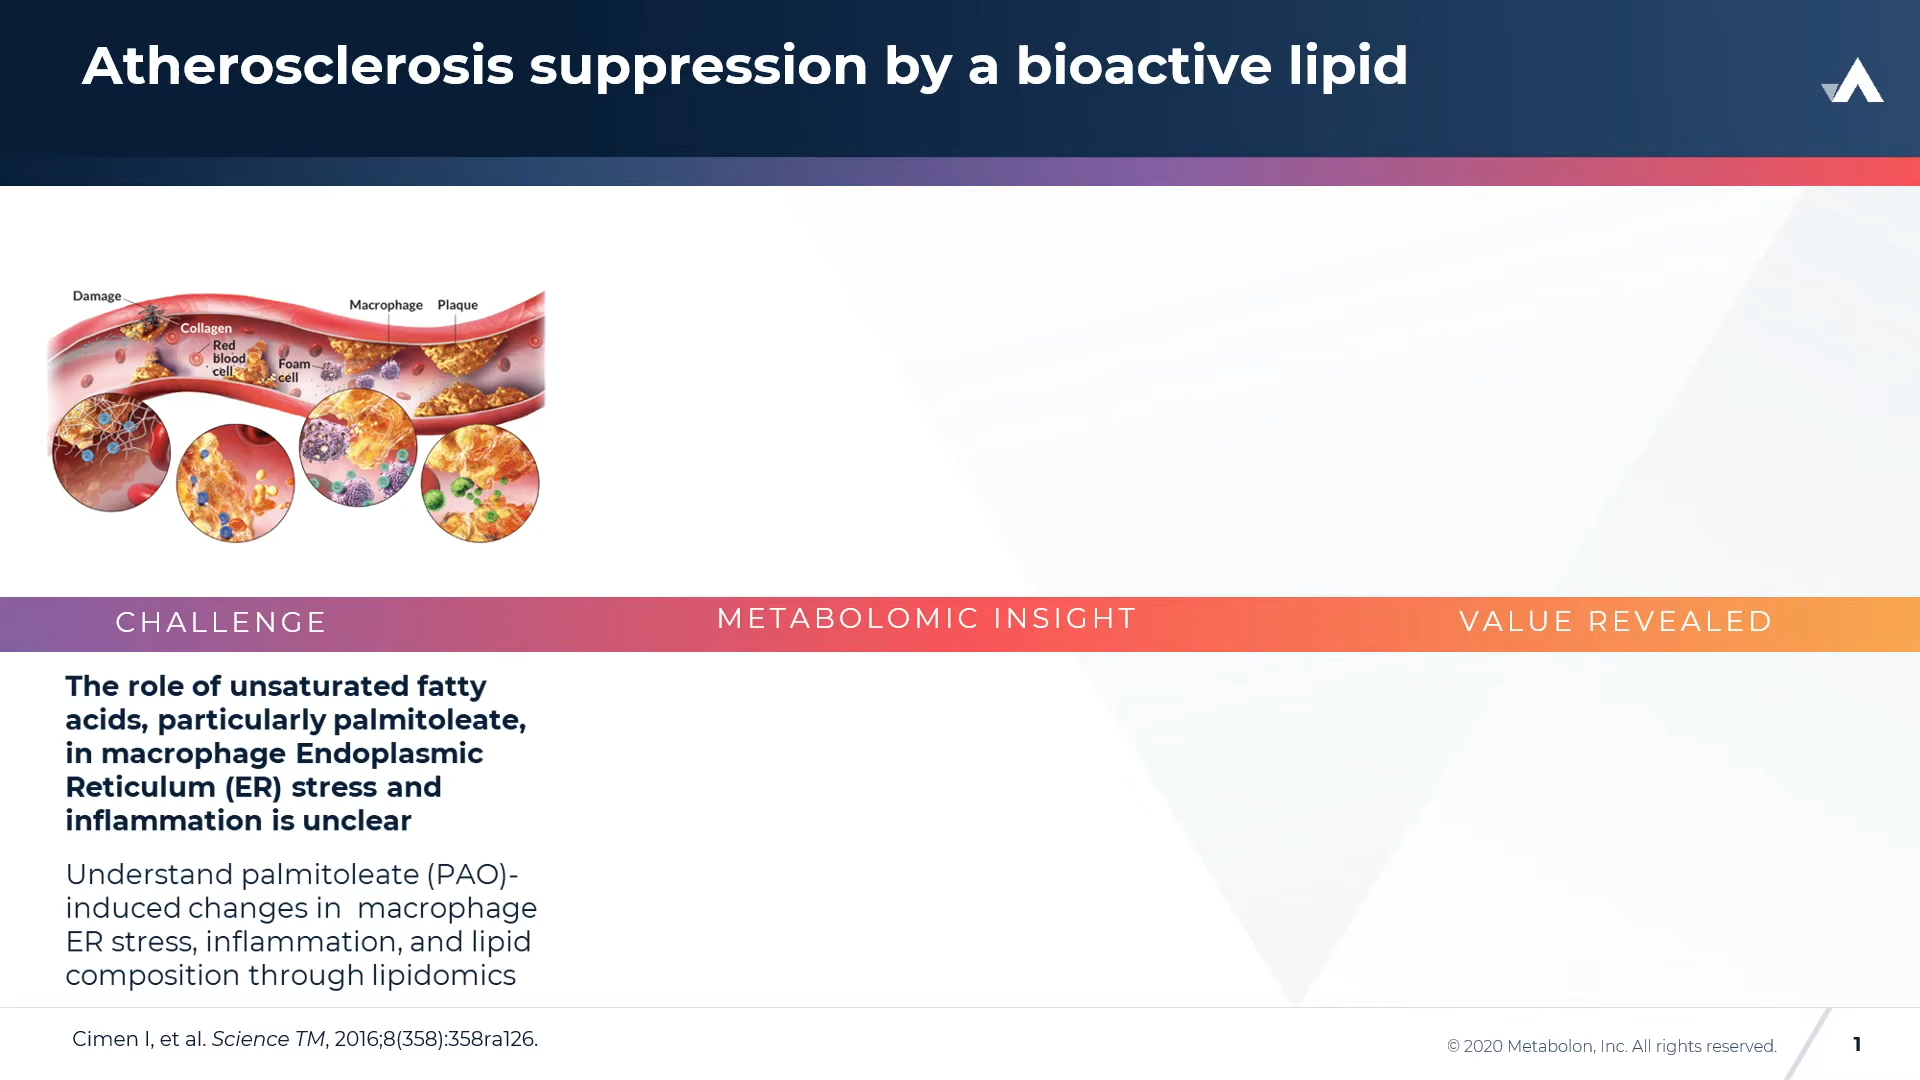 Atherosclerosis suppression by a bioactive lipid
Damage
Macrophage
Plaque
Collagen
Red
blood
cell
Foam
cell
CHALLENGE
METABOLOMIC INSIGHT
VALUE REVEALED
The role of unsaturated fatty
acids, particularly palmitoleate,
in macrophage Endoplasmic
Reticulum (ER) stress and
inflammation is unclear
Understand palmitoleate (PAO)-
induced changes in macrophage
ER stress, inflammation, and lipid
composition through lipidomics
Cimen I, et al. Science TM, 2016;8(358):358ra126.
© 2020 Metabolon, Inc. All rights reserved.
1